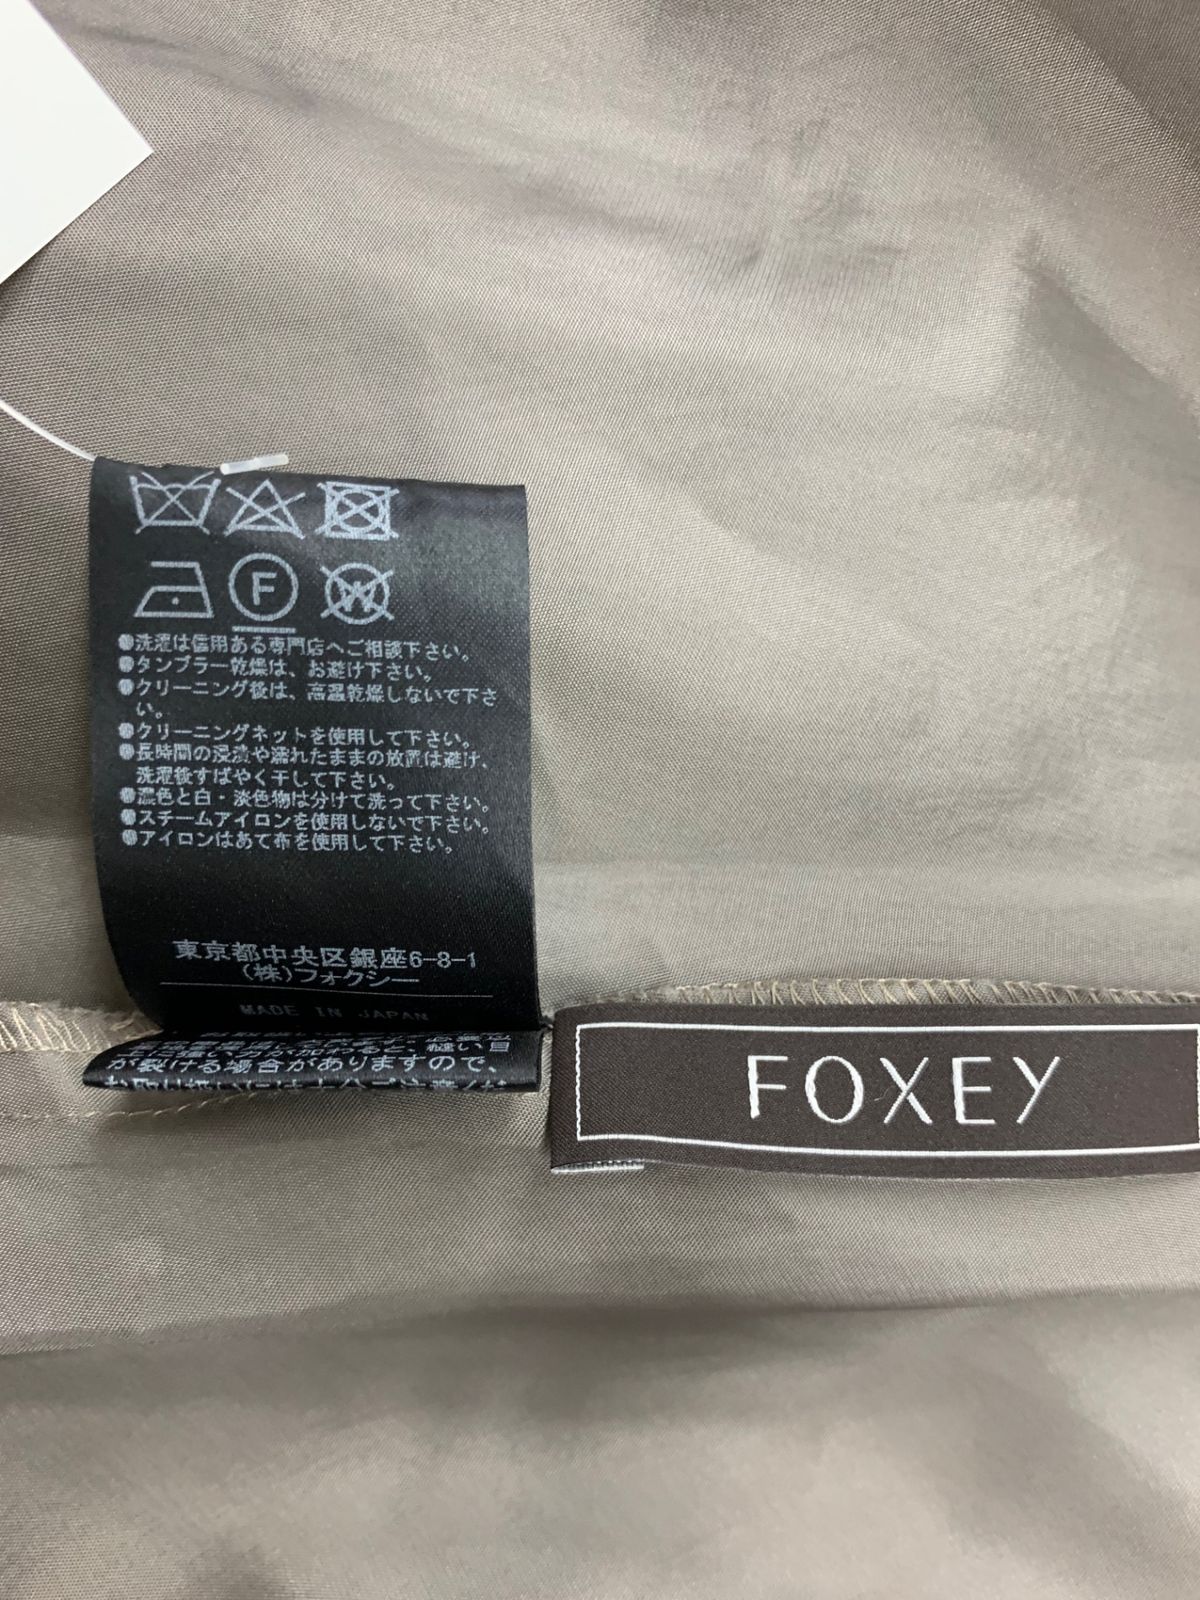 F
W
●洗濯は信用ある専門店へご相談下さい。
●タンブラー乾燥は、お避け下さい。
●クリーニング後は、高温乾燥しないで下さ
い。
●クリーニングネットを使用して下さい。
●長時間の浸漬や濡れたままの放置は避け、
洗濯後すばやく干して下さい。
●濃色と白・淡色物は分けて洗って下さい。
●スチームアイロンを使用しないで下さい。
●アイロンはあて布を使用して下さい。
東京都中央区銀座6-8-1
(株)フォクシー
MADE IN JAPAN
が裂ける場合がありますので、
FOXEY